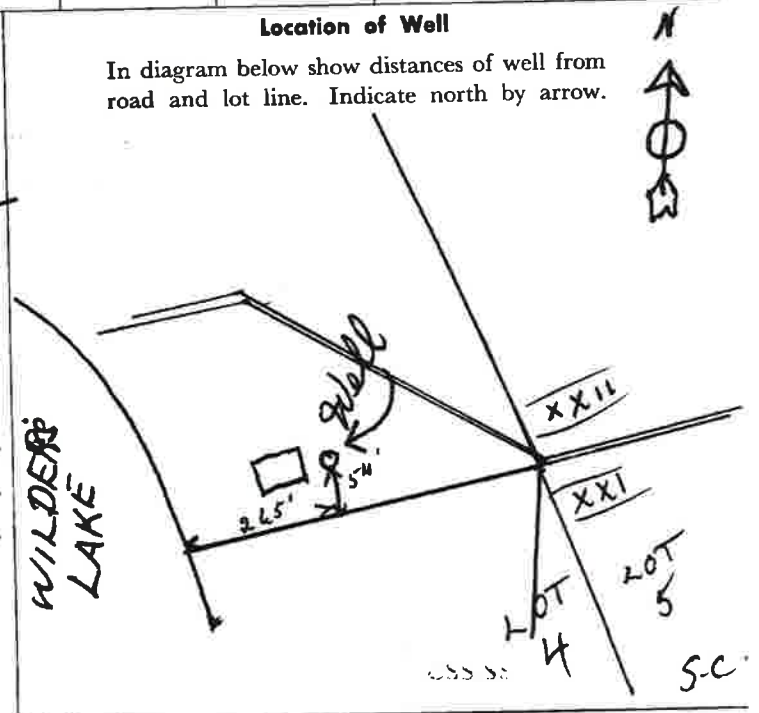 Location of Well
N
In diagram below show distances of well from
road and lot line. Indicate north by arrow.
Well
XXII
54'
XXI
265'
WILDERS
LAKE
LOT
5
LOT
4
S-C